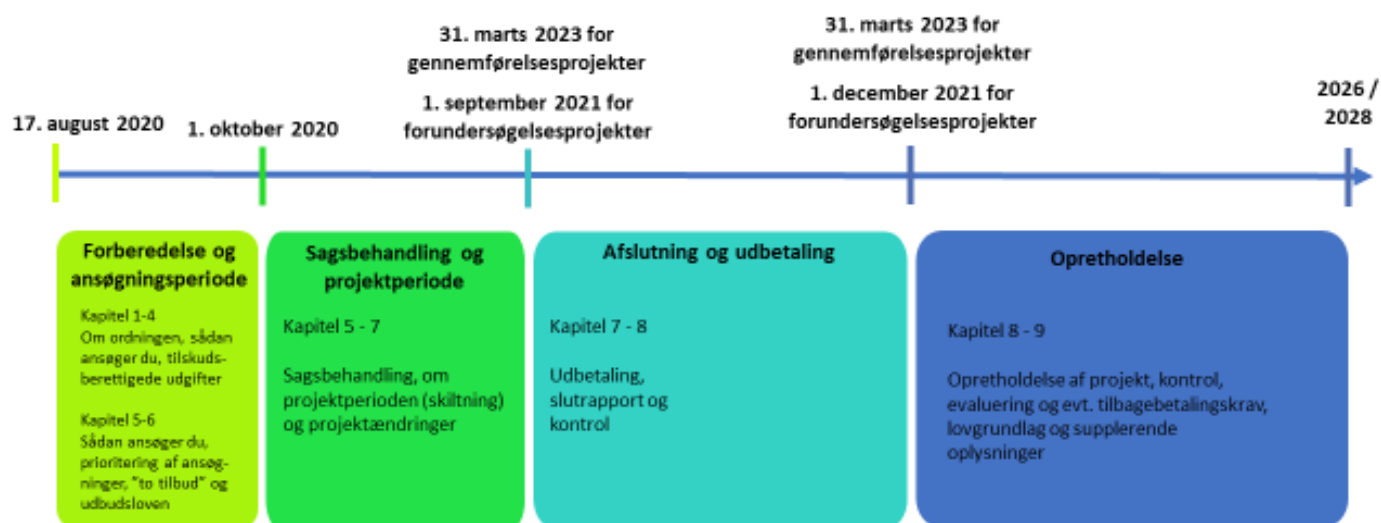 17. august 2020
1. oktober 2020
31. marts 2023 for
gennemførelsesprojekter
1. september 2021 for
forundersøgelsesprojekter
31. marts 2023 for
gennemførelsesprojekter
1. december 2021 for
forundersøgelsesprojekter
2026 /
2028
Forberedelse og
ansøgningsperiode
Kapitel 1-4
Om ordningen, sådan
ansøger du, tilskuds-
berettigede udgifter
Kapitel 5-6
Sådan ansøger du,
prioritering af ansøg-
ninger, "to tilbud" og
udbudsloven
Sagsbehandling og
projektperiode
Kapitel 5 - 7
Sagsbehandling, om
projektperioden (skiltning)
og projektændringer
Afslutning og udbetaling
Kapitel 7 - 8
Udbetaling,
slutrapport og
kontrol
Opretholdelse
Kapitel 8 - 9
Opretholdelse af projekt, kontrol,
evaluering og evt. tilbagebetalingskrav,
lovgrundlag og supplerende
oplysninger